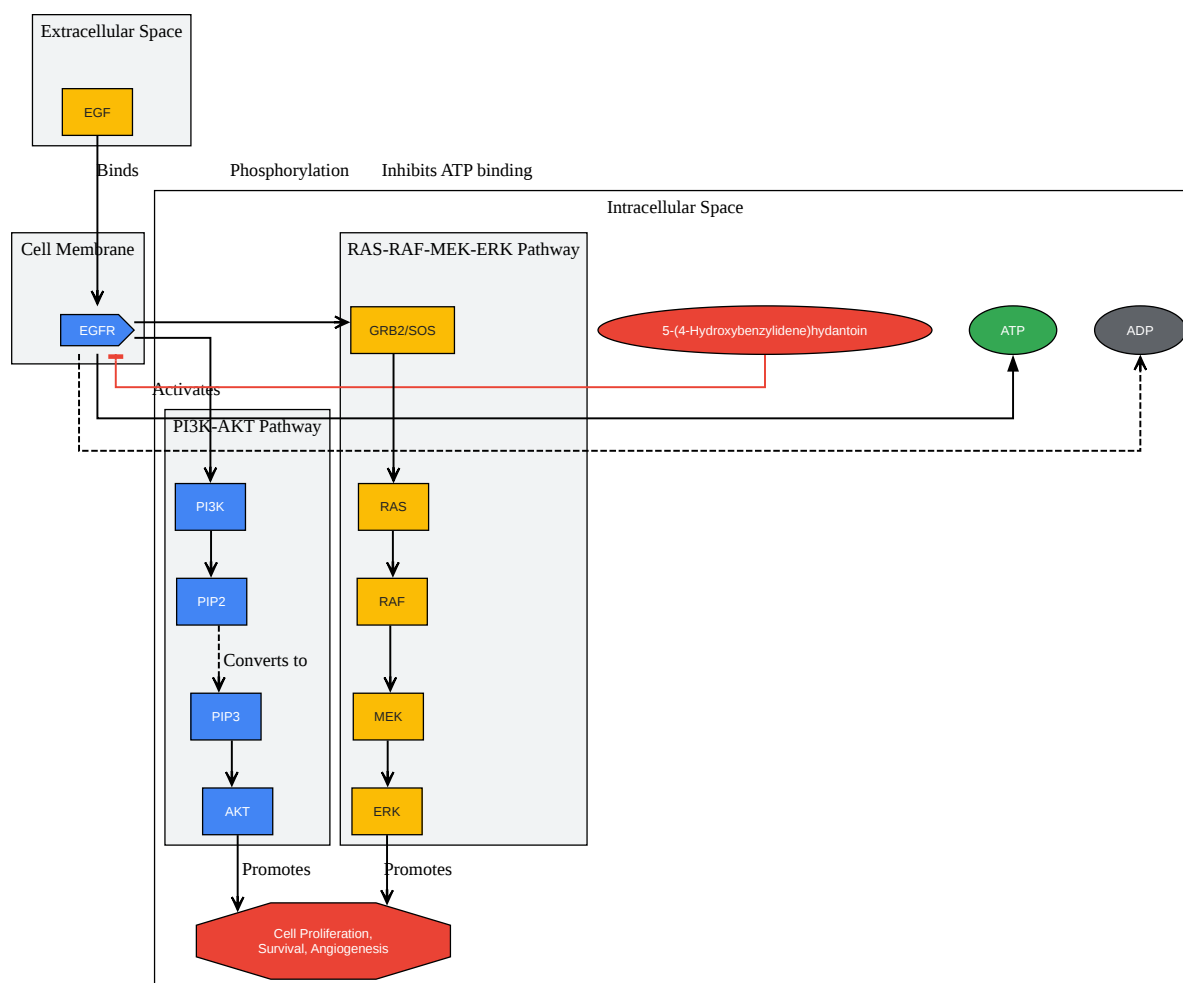 Extracellular Space
EGF
Binds
Phosphorylation
Inhibits ATP binding
Intracellular Space
Cell Membrane
RAS-RAF-MEK-ERK Pathway
EGFR
GRB2/SOS
5-(4-Hydroxybenzylidene)hydantoin
ATP
ADP
Activates
PI3K-AKT Pathway
PI3K
RAS
PIP2
RAF
Converts to
PIP3
MEK
AKT
ERK
Promotes
Promotes
Cell Proliferation,
Survival, Angiogenesis